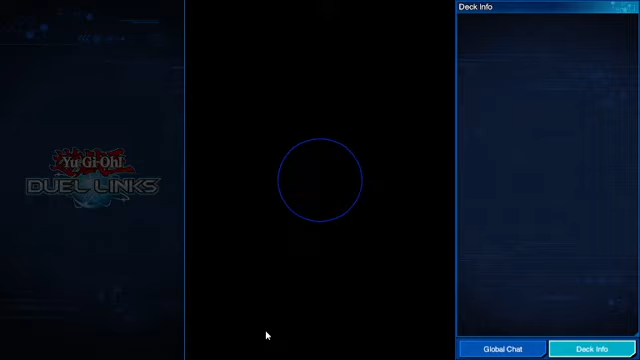 Deck Info
Yu-Gi-Oh!
DUEL LINKS
Global Chat
Deck Info